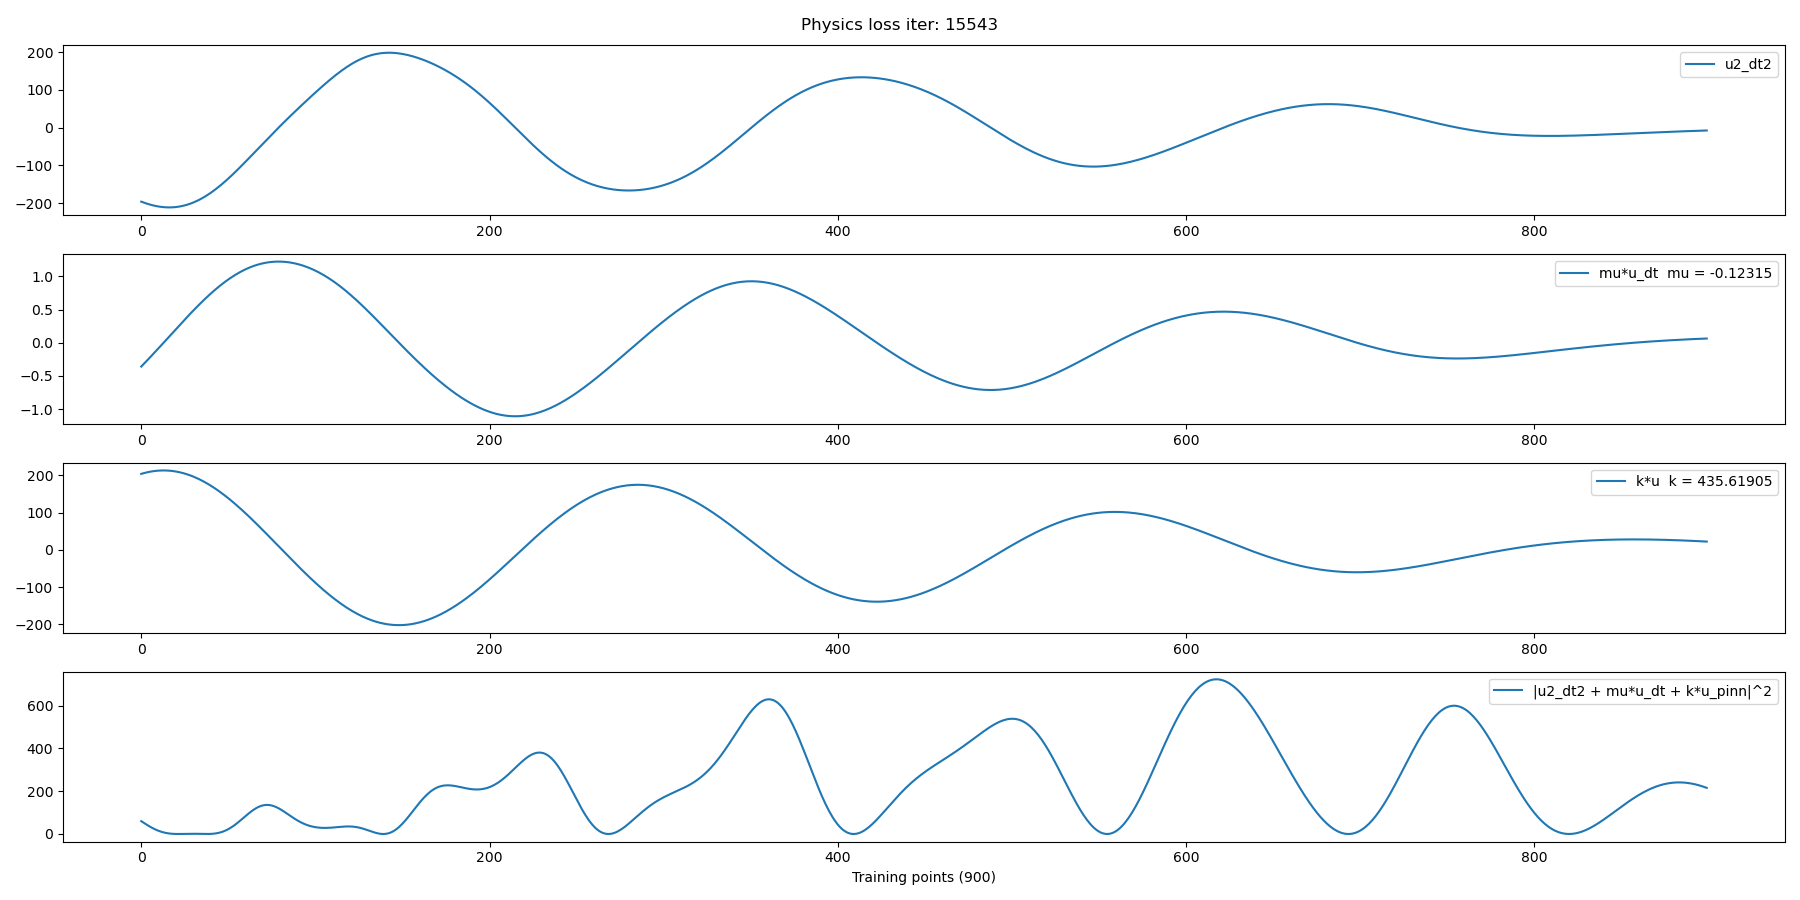 Physics loss iter: 15543
200
100
0
−100
−200
u2_dt2
0 200 400 600 800
1.0
0.5
0.0
−0.5
−1.0
mu*u_dt mu = -0.12315
0 200 400 600 800
200
100
0
−100
−200
k*u k = 435.61905
0 200 400 600 800
600
400
200
0
|u2_dt2 + mu*u_dt + k*u_pinn|^2
0 200 400 600 800
Training points (900)